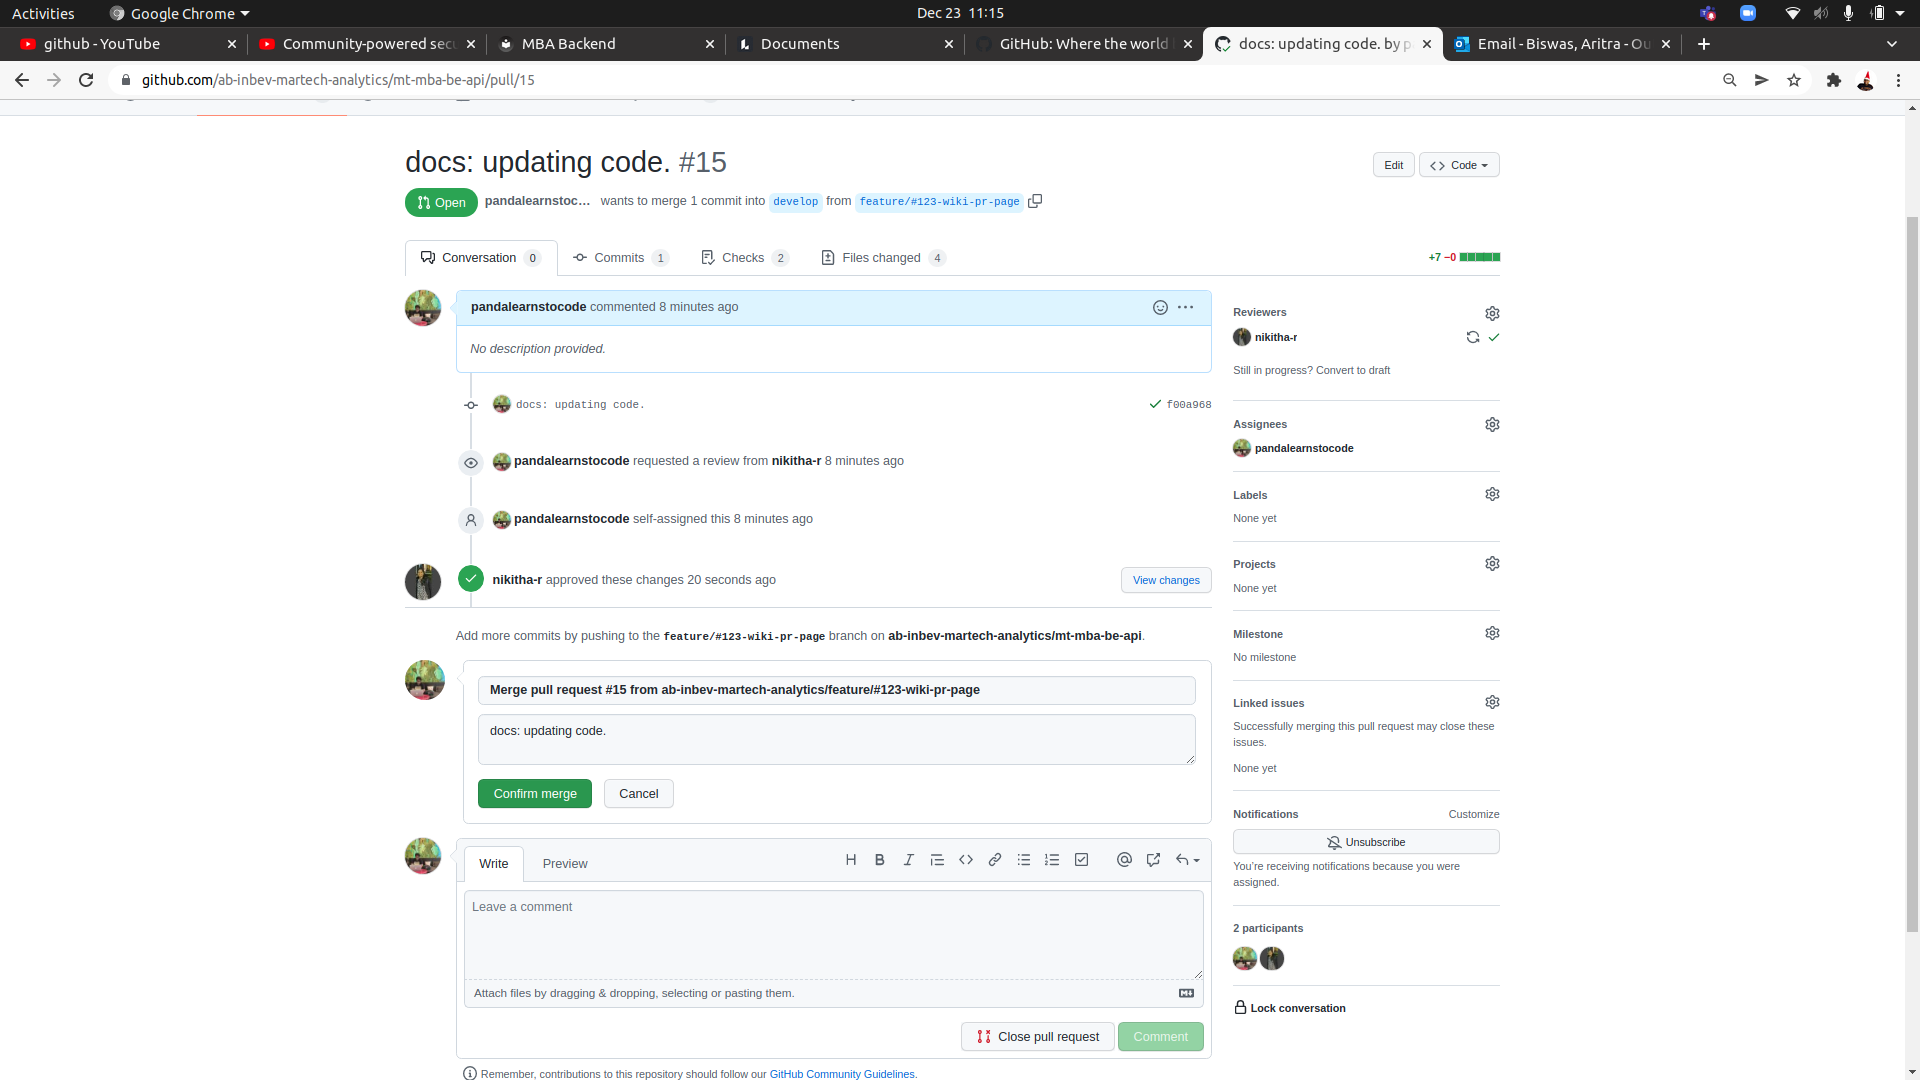 Activities
Google Chrome
Dec 23 11:15
github - YouTube
Community-powered sec
MBA Backend
Documents
GitHub: Where the world
docs: updating code. by p
Email - Biswas, Aritra - Ou
github.com/ab-inbev-martech-analytics/mt-mba-be-api/pull/15
docs: updating code. #15
Edit
Code
Open
pandalearnstoc... wants to merge 1 commit into develop from feature/#123-wiki-pr-page
Conversation 0
Commits 1
Checks 2
Files changed 4
+7 −0
pandalearnstocode commented 8 minutes ago
No description provided.
docs: updating code.
f00a968
pandalearnstocode requested a review from nikitha-r 8 minutes ago
pandalearnstocode self-assigned this 8 minutes ago
nikitha-r approved these changes 20 seconds ago
View changes
Add more commits by pushing to the feature/#123-wiki-pr-page branch on ab-inbev-martech-analytics/mt-mba-be-api.
Merge pull request #15 from ab-inbev-martech-analytics/feature/#123-wiki-pr-page
docs: updating code.
Confirm merge
Cancel
Write
Preview
Leave a comment
Attach files by dragging & dropping, selecting or pasting them.
Close pull request
Comment
Remember, contributions to this repository should follow our GitHub Community Guidelines.
Reviewers
nikitha-r
Still in progress? Convert to draft
Assignees
pandalearnstocode
Labels
None yet
Projects
None yet
Milestone
No milestone
Linked issues
Successfully merging this pull request may close these
issues.
None yet
Notifications
Customize
Unsubscribe
You're receiving notifications because you were
assigned.
2 participants
Lock conversation